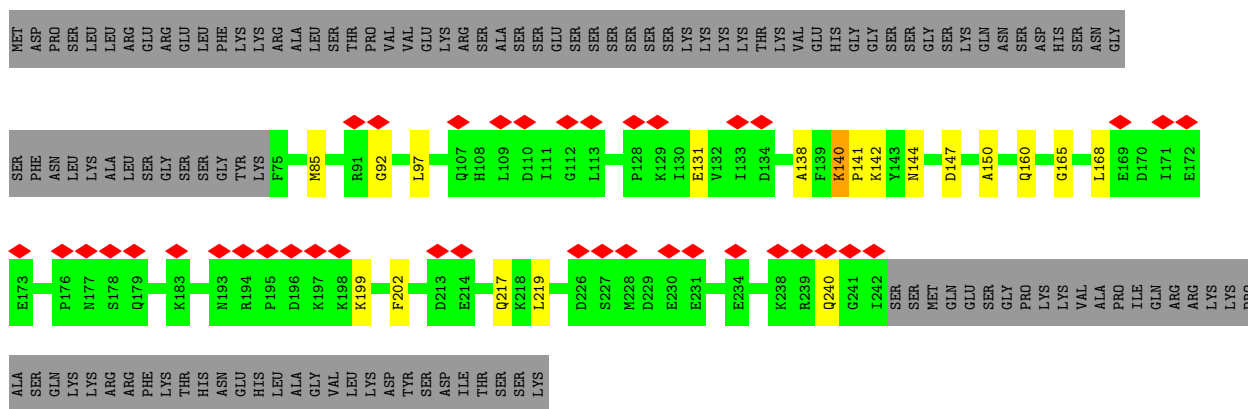 MET ASP PRO SER LEU LEU ARG GLU ARG GLU LEU PHE LYS LYS ARG ALA LEU SER THR PRO VAL VAL GLU LYS ARG SER ALA SER SER GLU SER SER SER SER SER SER LYS LYS LYS LYS THR LYS VAL GLU HIS GLY GLY SER SER GLY SER LYS GLN ASN SER ASP HIS SER ASN GLY
SER PHE ASN LEU LYS ALA LEU SER GLY SER SER GLY TYR LYS F75 M85 R91 G92 L97 Q107 H108 L109 D110 I111 G112 L113 P128 K129 I130 E131 V132 I133 D134 A138 F139 K140 P141 K142 Y143 N144 D147 A150 Q160 G165 L168 E169 D170 I171 E172
E173 P176 N177 S178 Q179 K183 N193 R194 P195 D196 K197 K198 K199 F202 D213 E214 Q217 K218 L219 D226 S227 M228 D229 E230 E231 E234 K238 R239 Q240 G241 I242 SER SER MET GLN GLU SER GLY PRO LYS LYS VAL ALA PRO ILE GLN ARG ARG LYS LYS PRO
ALA SER GLN LYS LYS ARG ARG PHE LYS THR HIS ASN GLU HIS LEU ALA GLY VAL LEU LYS ASP TYR SER ASP ILE THR SER SER LYS